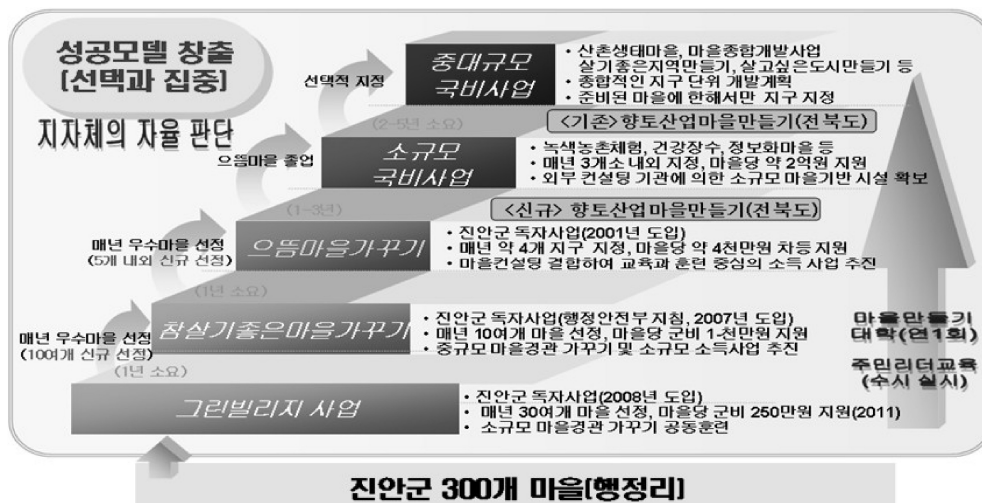 성공모델 창출
[선택과 집중]
지자체의 자율 판단
선택적 지정
중대규모
국비사업
• 산촌생태마을, 마을종합개발사업
살기좋은지역만들기, 살고싶은도시만들기 등
• 종합적인 지구 단위 개발계획
• 준비된 마을에 한해서만 지구 지정
(2-5년 소요)
<기존>향토산업마을만들기(전북도)
으뜸마을 졸업
소규모
국비사업
• 녹색농촌체험, 건강장수, 정보화마을 등
• 매년 3개소 내외 지정, 마을당 약 2억원 지원
• 외부 컨설팅 기관에 의한 소규모 마을기반 시설 확보
(1-3년)
<신규> 향토산업마을만들기(전북도)
매년 우수마을 선정
(5개 내외 신규 선정)
으뜸마을가꾸기
• 진안군 독자사업(2001년 도입)
• 매년 약 4개 지구 지정, 마을당 약 4천만원 차등 지원
• 마을컨설팅 결합하여 교육과 훈련 중심의 소득 사업 추진
(1년 소요)
매년 우수마을 선정
(10여개 신규 선정)
참살기좋은마을가꾸기
• 진안군 독자사업(행정안전부 지침, 2007년 도입)
• 매년 10여개 마을 선정, 마을당 군비 1-천만원 지원
• 중규모 마을경관 가꾸기 및 소규모 소득사업 추진
(1년 소요)
그린빌리지 사업
• 진안군 독자사업(2008년 도입)
• 매년 30여개 마을 선정, 마을당 군비 250만원 지원(2011)
• 소규모 마을경관 가꾸기 공동훈련
마을만들기
대학(연1회)
주민리더교육
(수시 실시)
진안군 300개 마을[행정리]